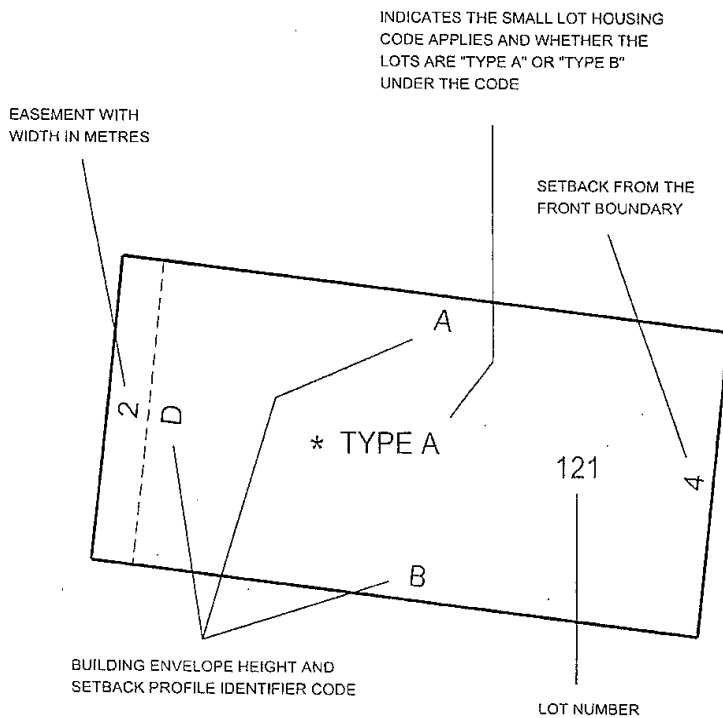 INDICATES THE SMALL LOT HOUSING
CODE APPLIES AND WHETHER THE
LOTS ARE "TYPE A" OR "TYPE B"
UNDER THE CODE
EASEMENT WITH
WIDTH IN METRES
SETBACK FROM THE
FRONT BOUNDARY
A
2
D
* TYPE A
121
4
B
BUILDING ENVELOPE HEIGHT AND
SETBACK PROFILE IDENTIFIER CODE
LOT NUMBER